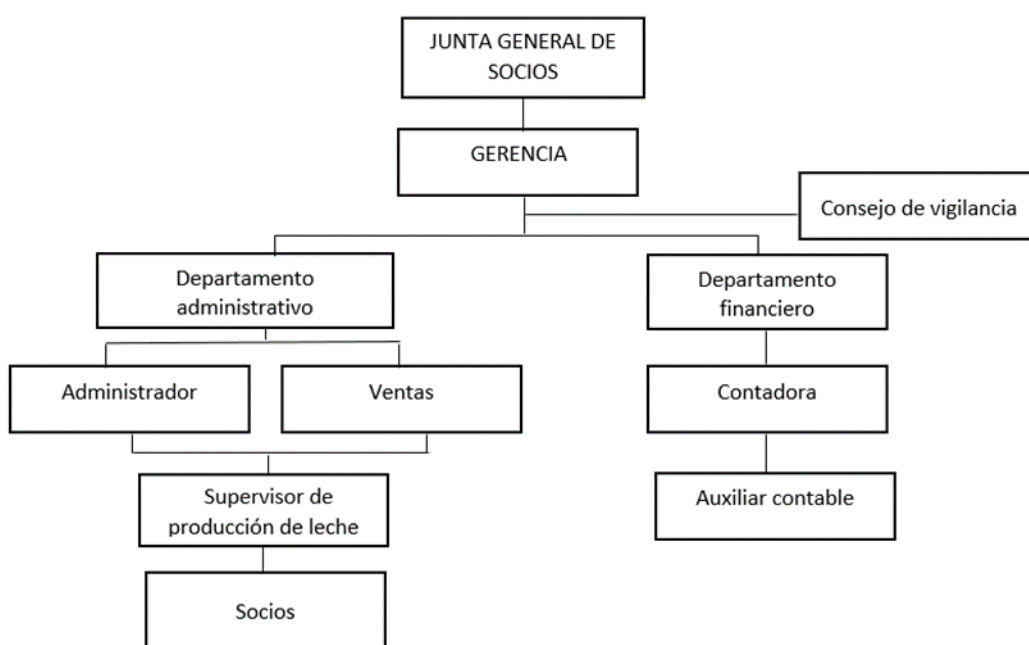 JUNTA GENERAL DE
SOCIOS
GERENCIA
Consejo de vigilancia
Departamento
administrativo
Departamento
financiero
Administrador
Ventas
Contadora
Supervisor de
producción de leche
Auxiliar contable
Socios